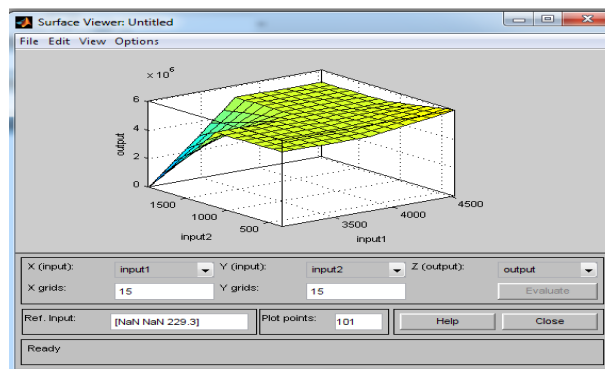 Surface Viewer: Untitled
File Edit View Options
× 10 6
6
4
2
0
output
1500
1000
500
input2
3500
4000
4500
input1
X (input): input1 Y (input): input2 Z (output): output
X grids: 15 Y grids: 15 Evaluate
Ref. Input: [NaN NaN 229.3] Plot points: 101 Help Close
Ready